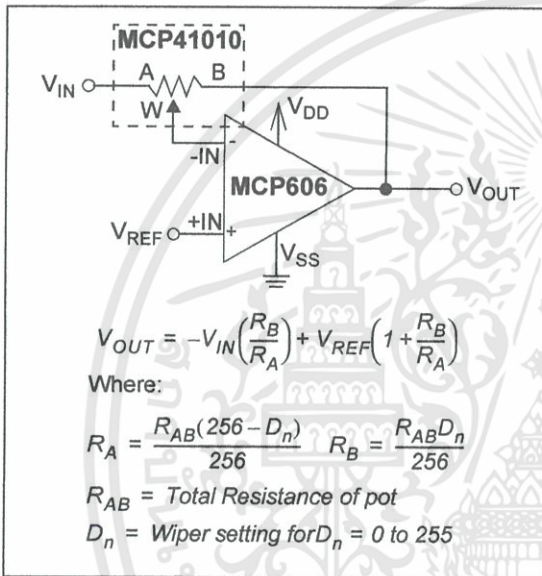 MCP41010
V_IN A B
W V_DD
-IN -
MCP606 V_OUT
V_REF +IN +
V_SS
V_OUT = -V_IN(R_B/R_A) + V_REF(1 + R_B/R_A)
Where:
R_A = R_AB(256 - D_n)/256 R_B = R_AB D_n/256
R_AB = Total Resistance of pot
D_n = Wiper setting forD_n = 0 to 255